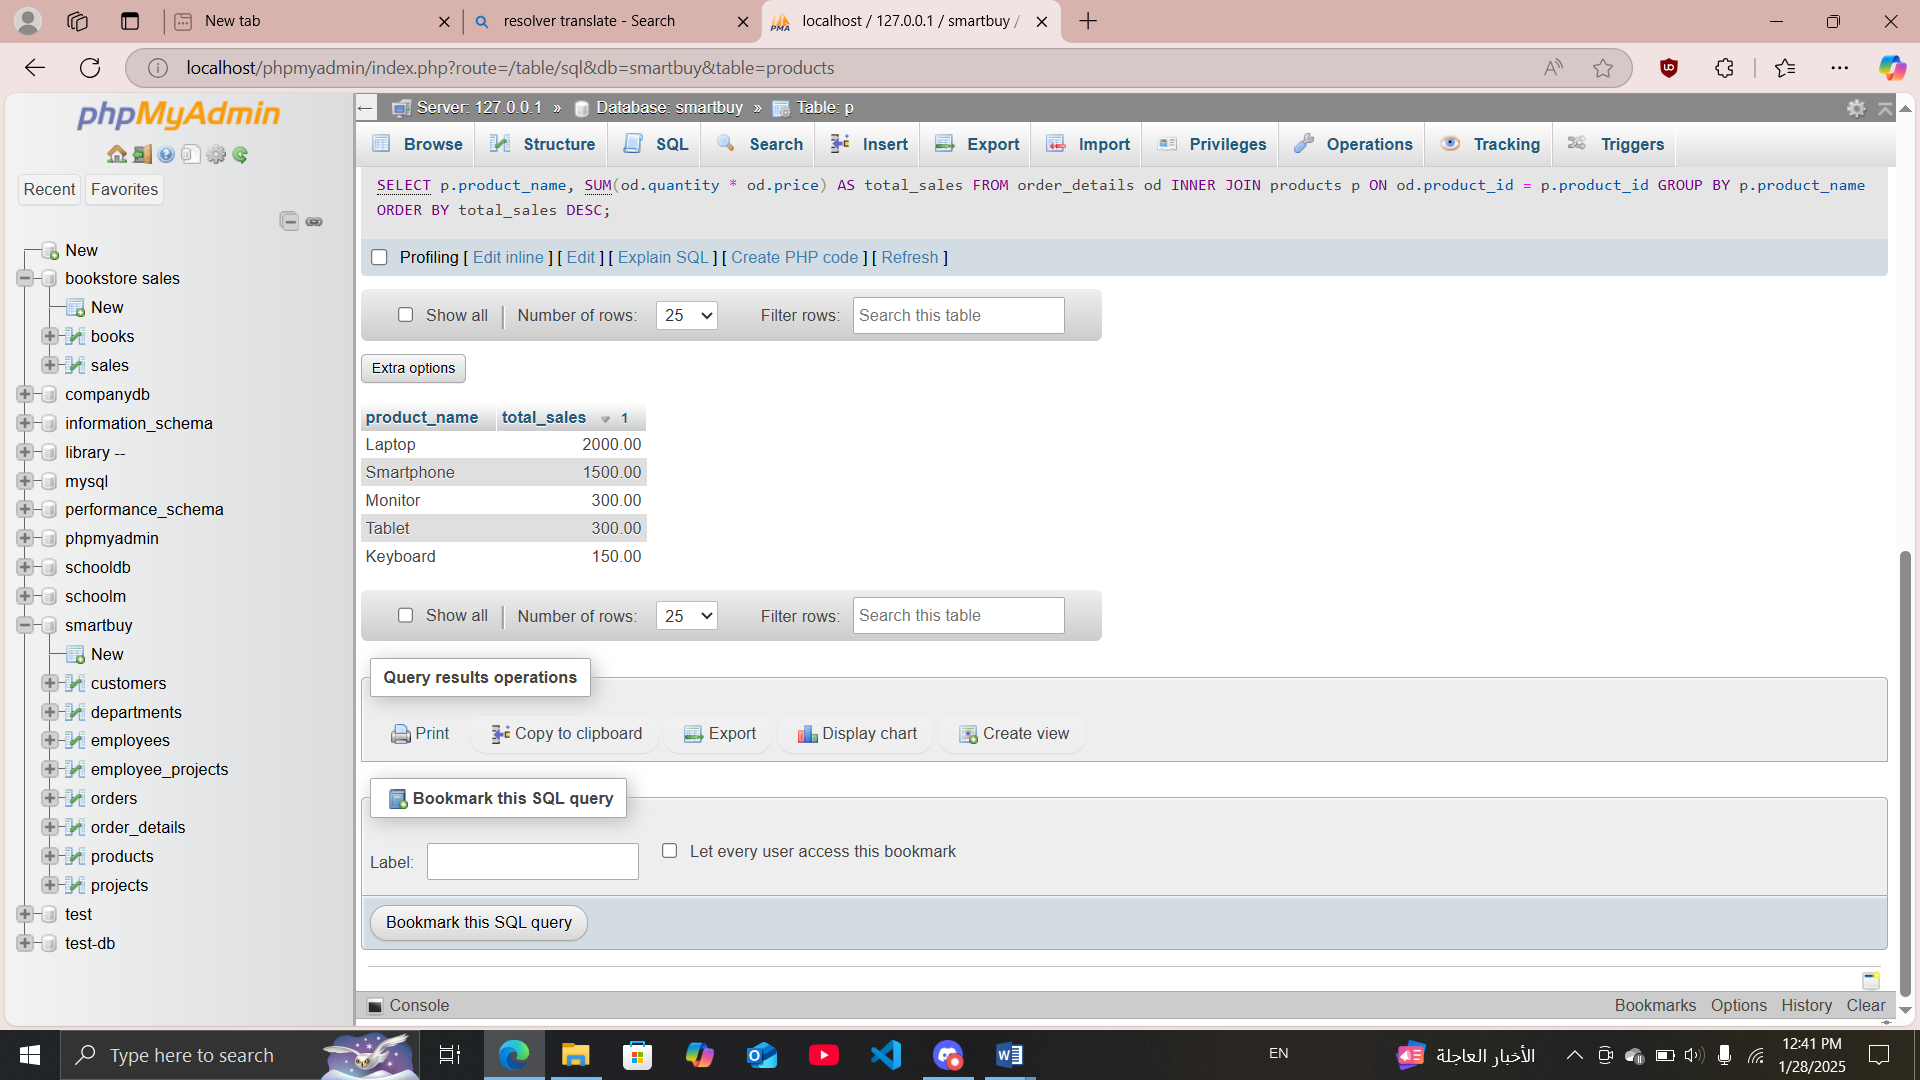 New tab
resolver translate - Search
localhost / 127.0.0.1 / smartbuy /
localhost/phpmyadmin/index.php?route=/table/sql&db=smartbuy&table=products
phpMyAdmin
Recent
Favorites
New
bookstore sales
New
books
sales
companydb
information_schema
library --
mysql
performance_schema
phpmyadmin
schooldb
schoolm
smartbuy
New
customers
departments
employees
employee_projects
orders
order_details
products
projects
test
test-db
Server: 127.0.0.1 » Database: smartbuy » Table: p
Browse Structure SQL Search Insert Export Import Privileges Operations Tracking Triggers
SELECT p.product_name, SUM(od.quantity * od.price) AS total_sales FROM order_details od INNER JOIN products p ON od.product_id = p.product_id GROUP BY p.product_name
ORDER BY total_sales DESC;
Profiling [ Edit inline ] [ Edit ] [ Explain SQL ] [ Create PHP code ] [ Refresh ]
Show all Number of rows: 25 Filter rows: Search this table
Extra options
product_name total_sales 1
Laptop 2000.00
Smartphone 1500.00
Monitor 300.00
Tablet 300.00
Keyboard 150.00
Show all Number of rows: 25 Filter rows: Search this table
Query results operations
Print Copy to clipboard Export Display chart Create view
Bookmark this SQL query
Label: Let every user access this bookmark
Bookmark this SQL query
Console Bookmarks Options History Clear
Type here to search
EN
الأخبار العاجلة
12:41 PM
1/28/2025